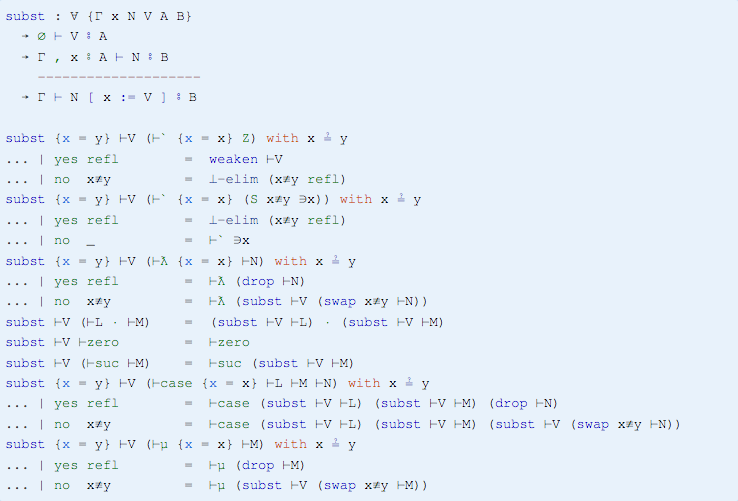 subst : ∀ {Γ x N V A B}
  → ∅ ⊢ V ⦂ A
  → Γ , x ⦂ A ⊢ N ⦂ B
    --------------------
  → Γ ⊢ N [ x := V ] ⦂ B
subst {x = y} ⊢V (⊢` {x = x} Z) with x ≟ y
... | yes refl         =  weaken ⊢V
... | no  x≢y          =  ⊥-elim (x≢y refl)
subst {x = y} ⊢V (⊢` {x = x} (S x≢y ∋x)) with x ≟ y
... | yes refl         =  ⊥-elim (x≢y refl)
... | no  _            =  ⊢` ∋x
subst {x = y} ⊢V (⊢ƛ {x = x} ⊢N) with x ≟ y
... | yes refl         =  ⊢ƛ (drop ⊢N)
... | no  x≢y          =  ⊢ƛ (subst ⊢V (swap x≢y ⊢N))
subst ⊢V (⊢L · ⊢M)     =  (subst ⊢V ⊢L) · (subst ⊢V ⊢M)
subst ⊢V ⊢zero         =  ⊢zero
subst ⊢V (⊢suc ⊢M)     =  ⊢suc (subst ⊢V ⊢M)
subst {x = y} ⊢V (⊢case {x = x} ⊢L ⊢M ⊢N) with x ≟ y
... | yes refl         =  ⊢case (subst ⊢V ⊢L) (subst ⊢V ⊢M) (drop ⊢N)
... | no  x≢y          =  ⊢case (subst ⊢V ⊢L) (subst ⊢V ⊢M) (subst ⊢V (swap x≢y ⊢N))
subst {x = y} ⊢V (⊢μ {x = x} ⊢M) with x ≟ y
... | yes refl         =  ⊢μ (drop ⊢M)
... | no  x≢y          =  ⊢μ (subst ⊢V (swap x≢y ⊢M))